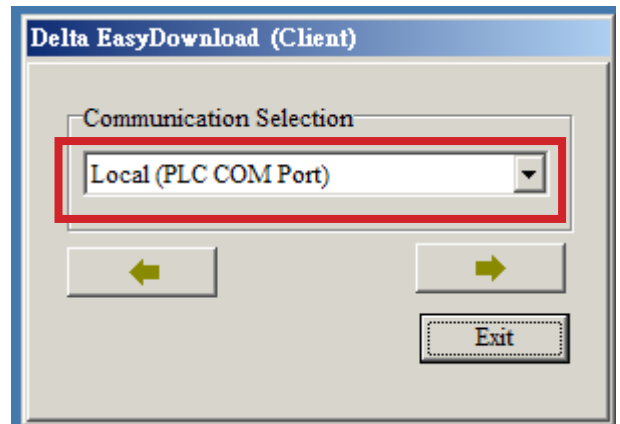 Delta EasyDownload (Client)
Communication Selection
Local (PLC COM Port)
Exit